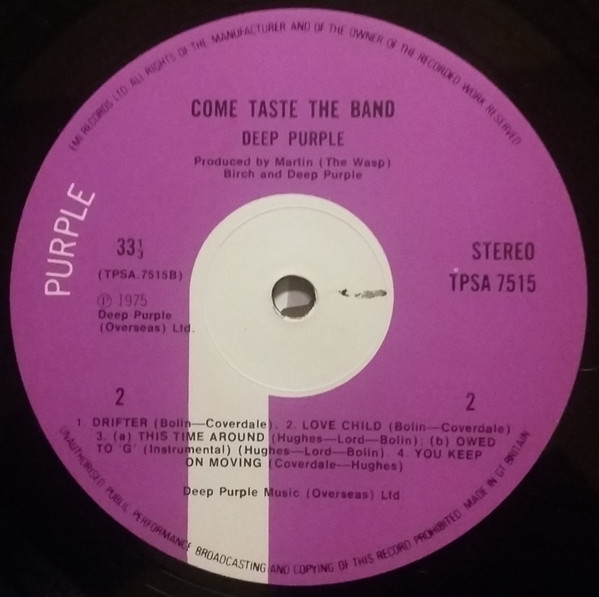 EMI RECORDS LTD. ALL RIGHTS OF THE MANUFACTURER AND OF THE OWNER OF THE RECORDED WORK RESERVED
COME TASTE THE BAND
DEEP PURPLE
Produced by Martin (The Wasp)
Birch and Deep Purple
PURPLE
33⅓
STEREO
(TPSA.7515B)
TPSA 7515
Ⓟ 1975
Deep Purple
(Overseas) Ltd.
2
2
1. DRIFTER (Bolin—Coverdale). 2. LOVE CHILD (Bolin—Coverdale)
3. (a) THIS TIME AROUND (Hughes—Lord—Bolin); (b) OWED
TO 'G' (Instrumental) (Hughes—Lord—Bolin). 4. YOU KEEP
ON MOVING (Coverdale—Hughes)
Deep Purple Music (Overseas) Ltd.
UNAUTHORISED PUBLIC PERFORMANCE BROADCASTING AND COPYING OF THIS RECORD PROHIBITED. MADE IN GT BRITAIN